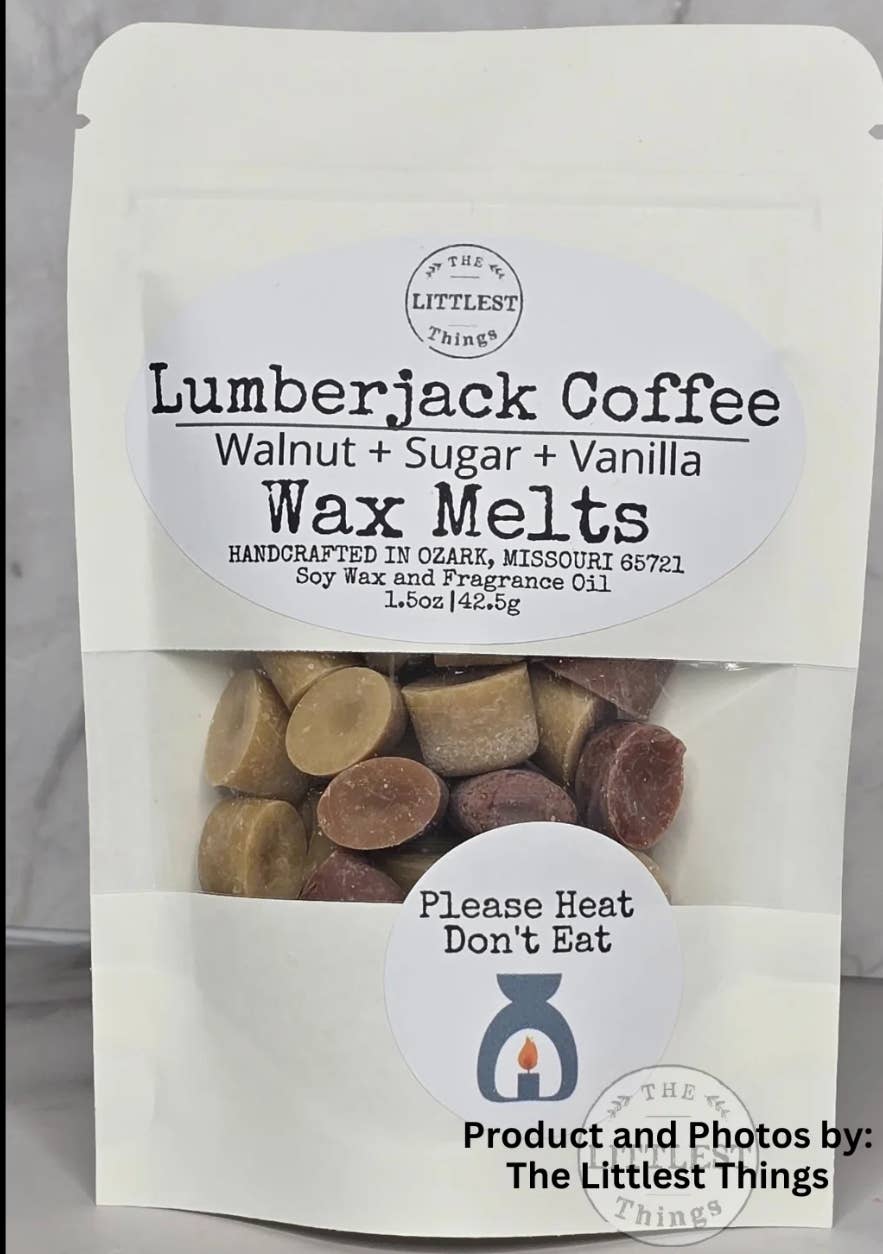 THE
LITTLEST
Things
Lumberjack Coffee
Walnut + Sugar + Vanilla
Wax Melts
HANDCRAFTED IN OZARK, MISSOURI 65721
Soy Wax and Fragrance Oil
1.5oz|42.5g
Please Heat
Don't Eat
THE
LITTLEST
Things
Product and Photos by:
The Littlest Things